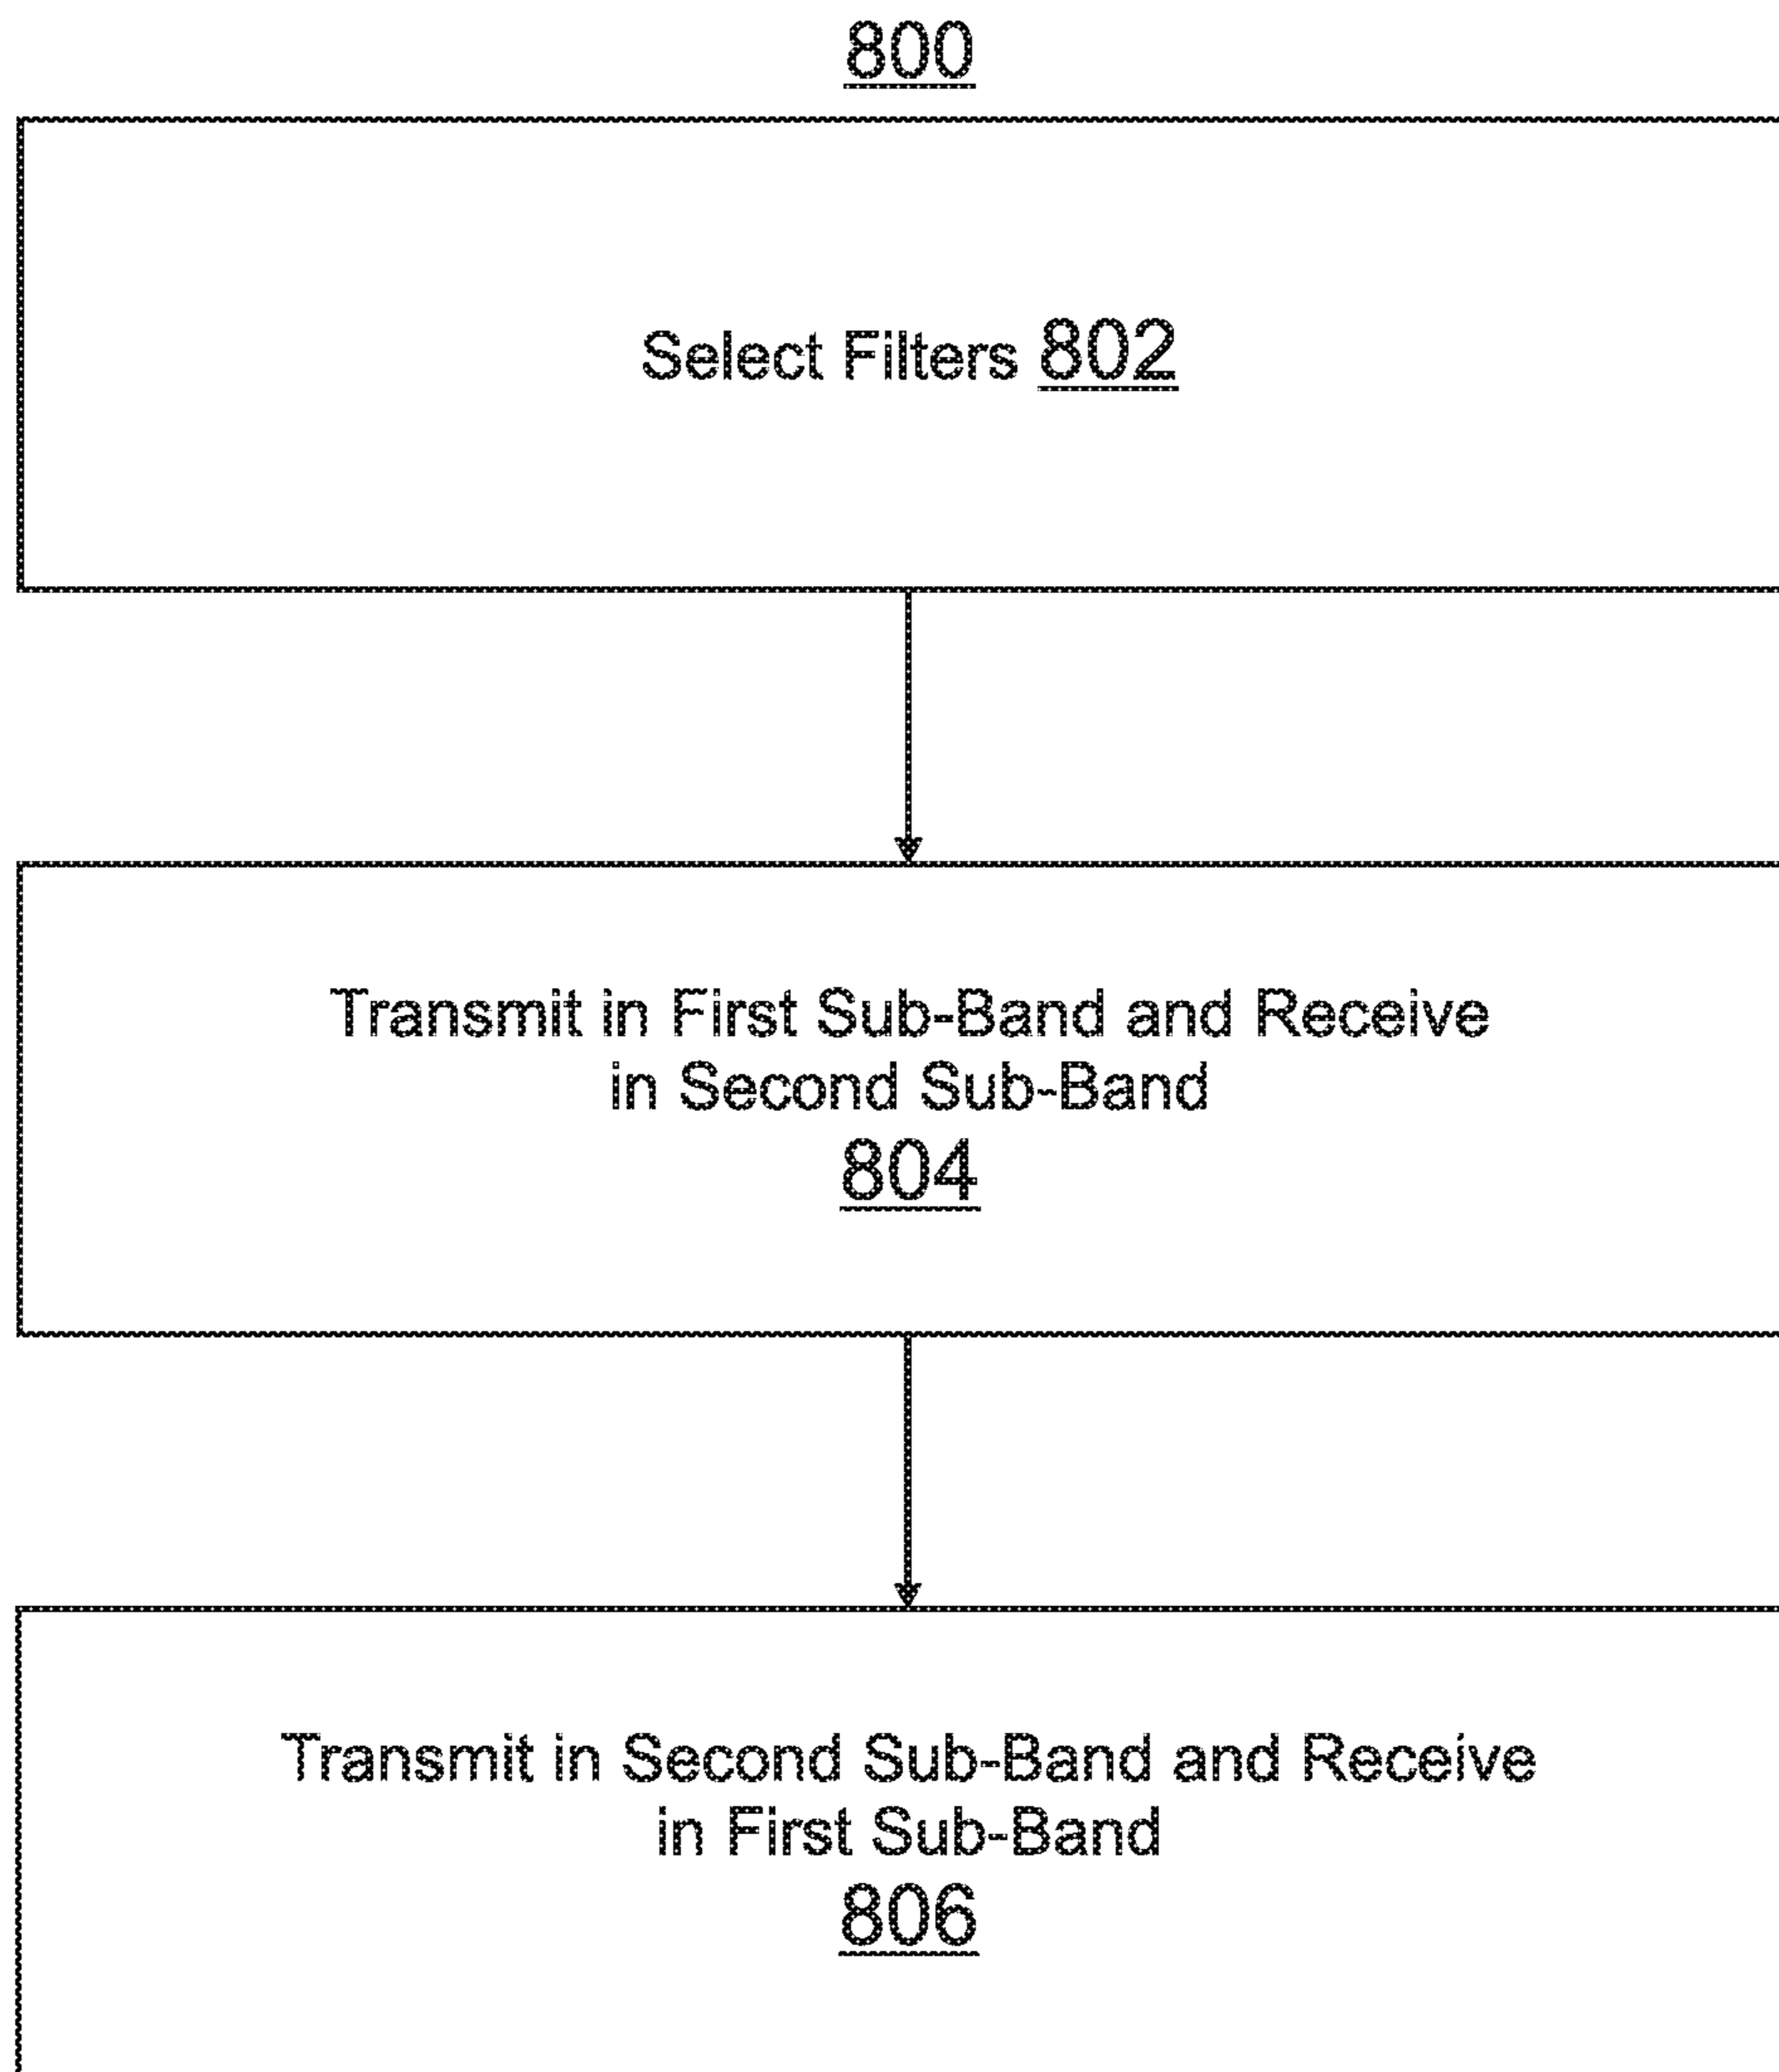 800
Select Filters 802
Transmit in First Sub-Band and Receive
in Second Sub-Band
804
Transmit in Second Sub-Band and Receive
in First Sub-Band
806